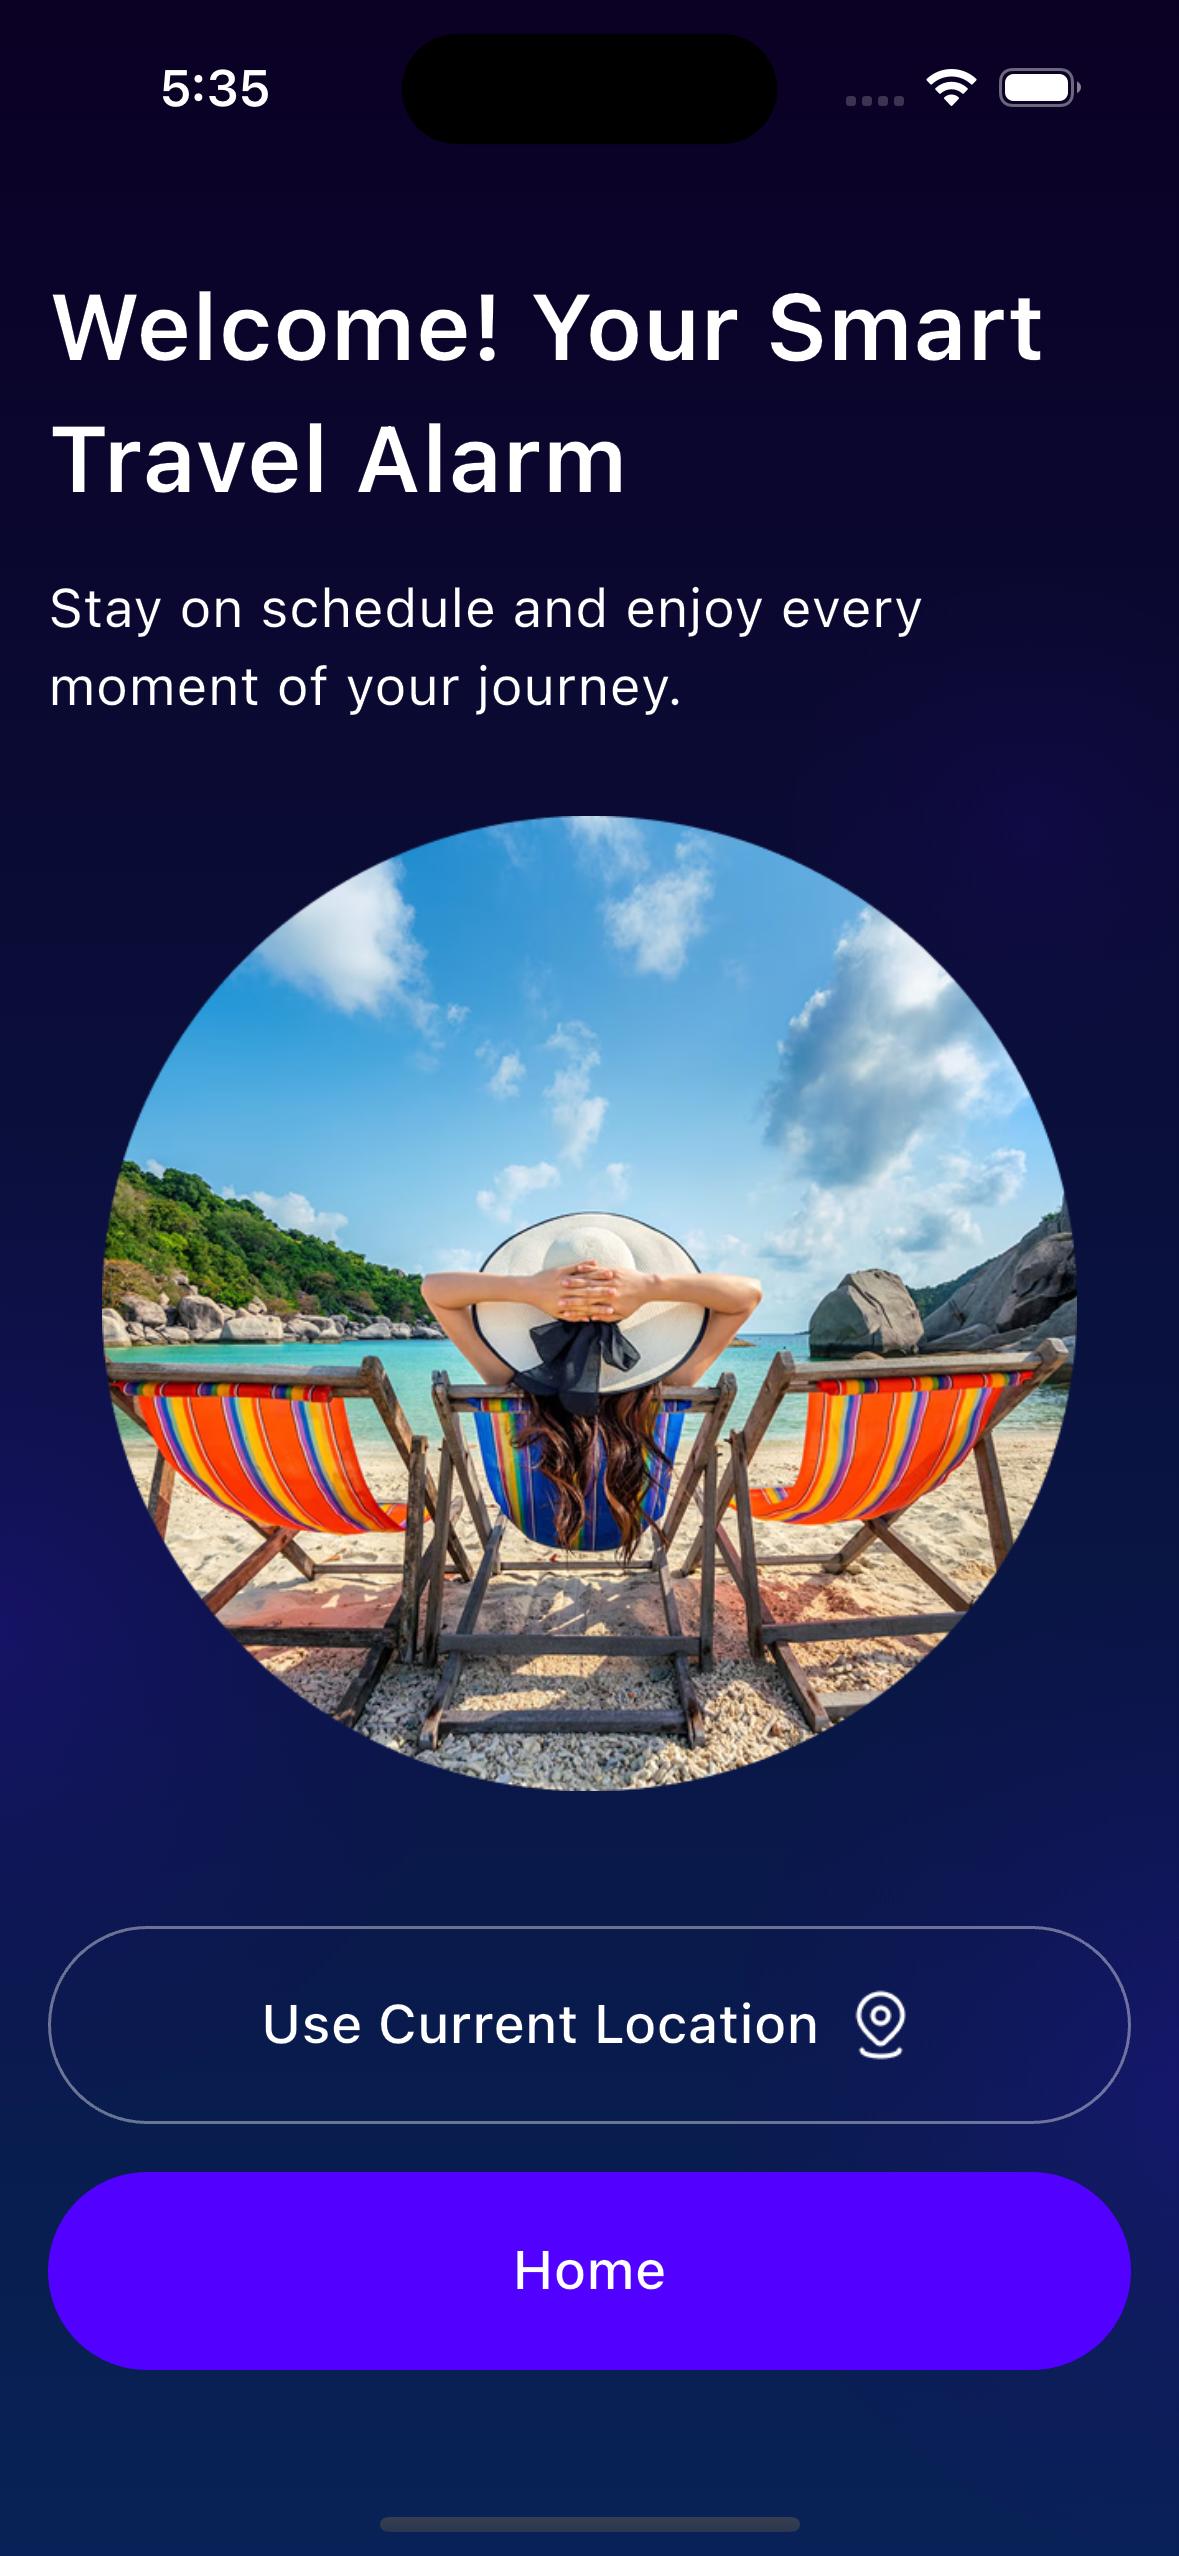 5:35
Welcome! Your Smart
Travel Alarm
Stay on schedule and enjoy every
moment of your journey.
Use Current Location
Home